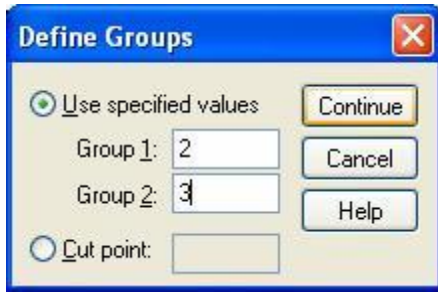 Define Groups
Use specified values
Continue
Group 1: 2
Cancel
Group 2: 3
Help
Cut point: